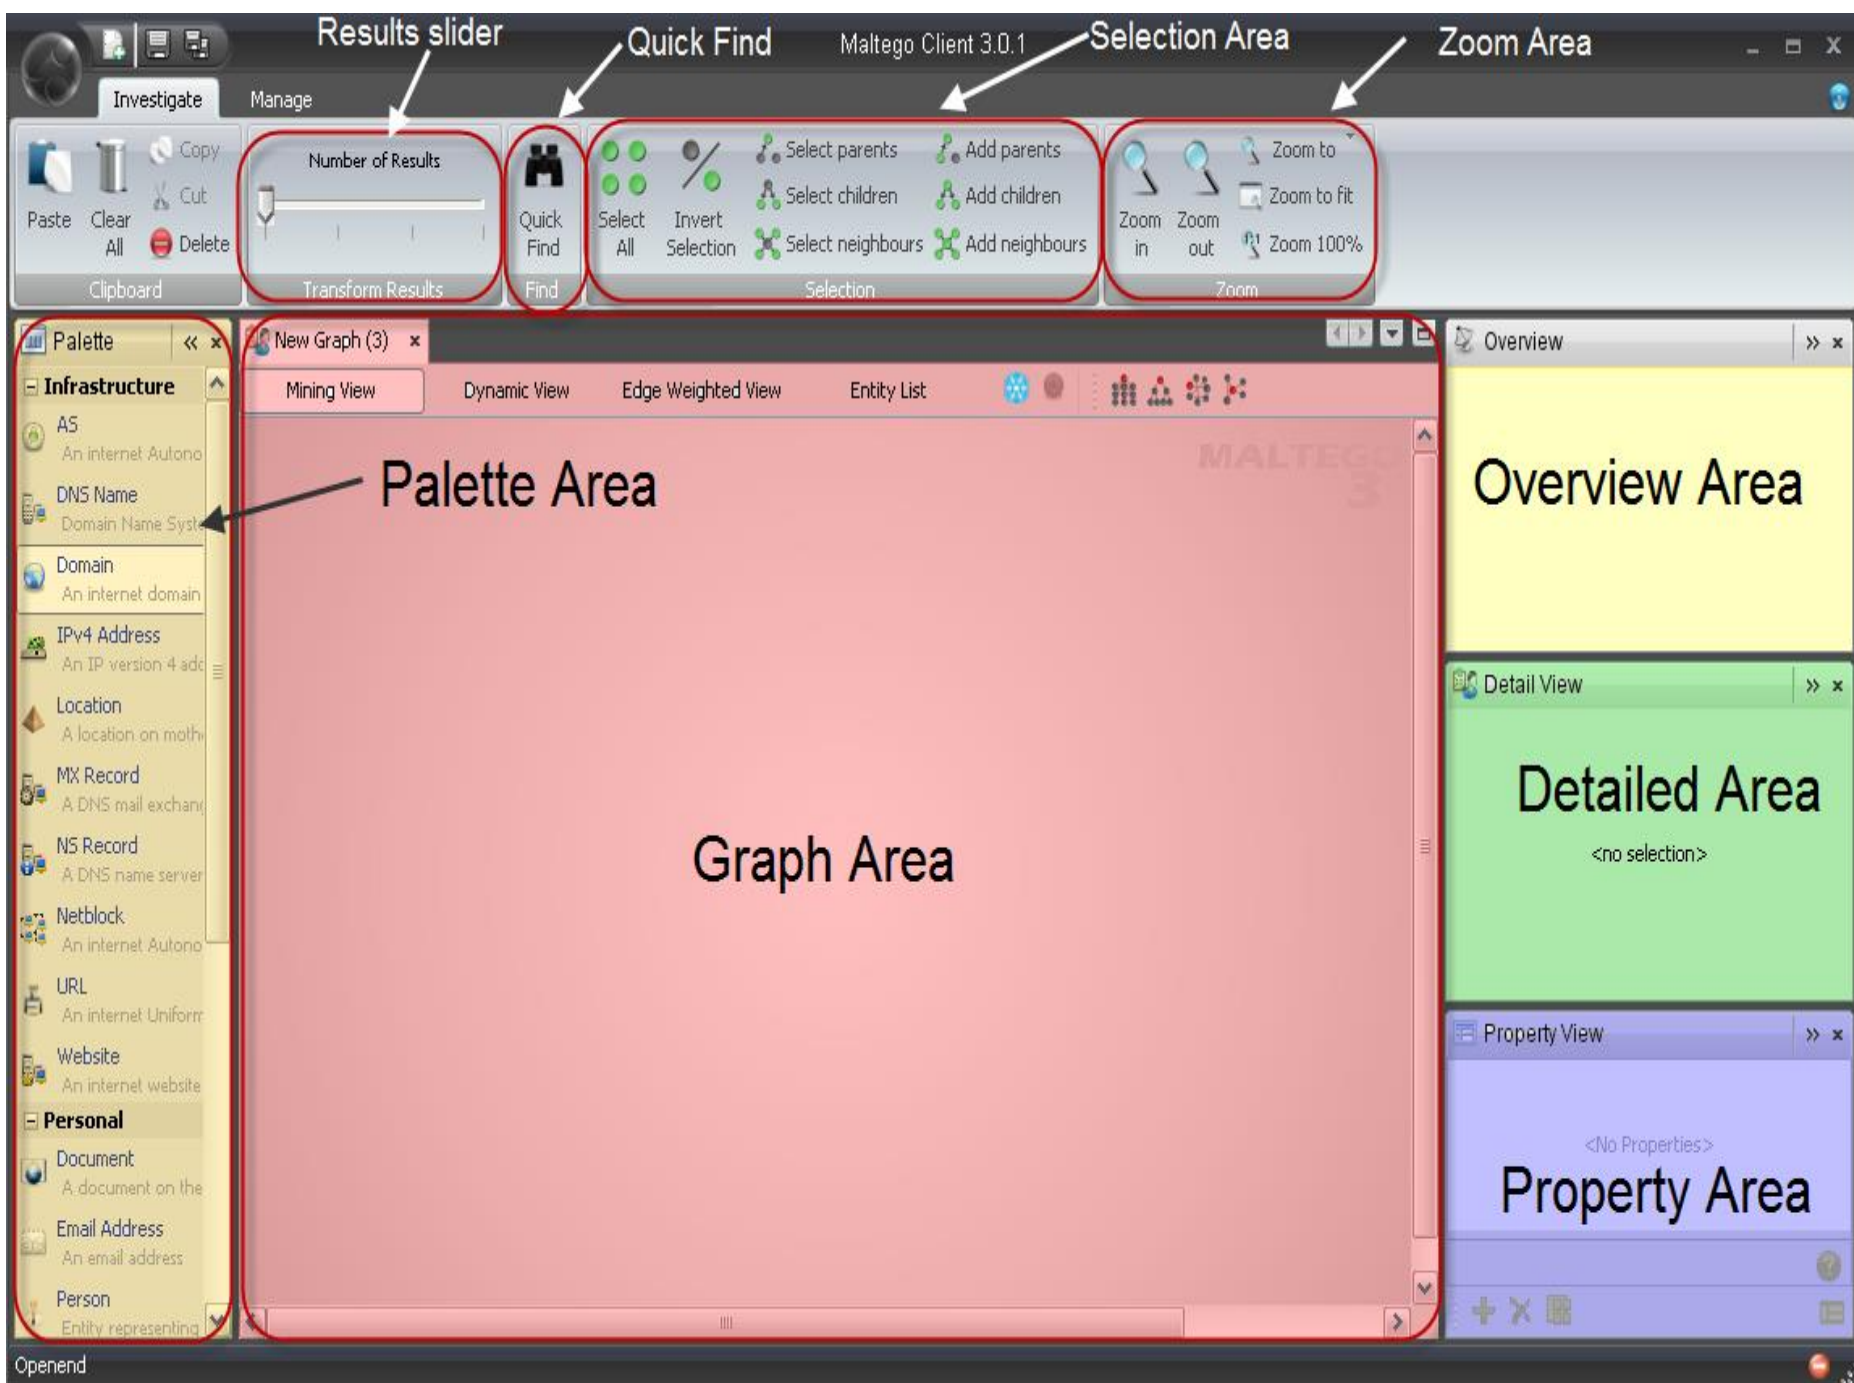 Results slider
Quick Find
Maltego Client 3.0.1
Selection Area
Zoom Area
Investigate
Manage
Paste
Clear All
Copy
Cut
Delete
Clipboard
Number of Results
Transform Results
Quick Find
Find
Select All
Invert Selection
Select parents
Select children
Select neighbours
Add parents
Add children
Add neighbours
Selection
Zoom in
Zoom out
Zoom to
Zoom to fit
Zoom 100%
Zoom
Palette
Infrastructure
AS
An internet Autono
DNS Name
Domain Name Syste
Domain
An internet domain
IPv4 Address
An IP version 4 add
Location
A location on moth
MX Record
A DNS mail exchang
NS Record
A DNS name server
Netblock
An internet Autono
URL
An internet Uniform
Website
An internet website
Personal
Document
A document on the
Email Address
An email address
Person
Entity representing
New Graph (3)
Mining View
Dynamic View
Edge Weighted View
Entity List
MALTEGO
3
Palette Area
Graph Area
Overview
Overview Area
Detail View
Detailed Area
<no selection>
Property View
<No Properties>
Property Area
Openend